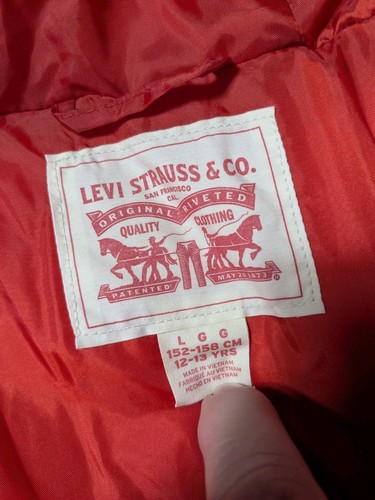 LEVI STRAUSS & CO.
SAN FRANCISCO
CAL.
ORIGINAL RIVETED
QUALITY CLOTHING
PATENTED MAY 20 1873 ®
L G G
152-158 CM
12-13 YRS
MADE IN VIETNAM
FABRIQUÉ AU VIETNAM
HECHO EN VIETNAM